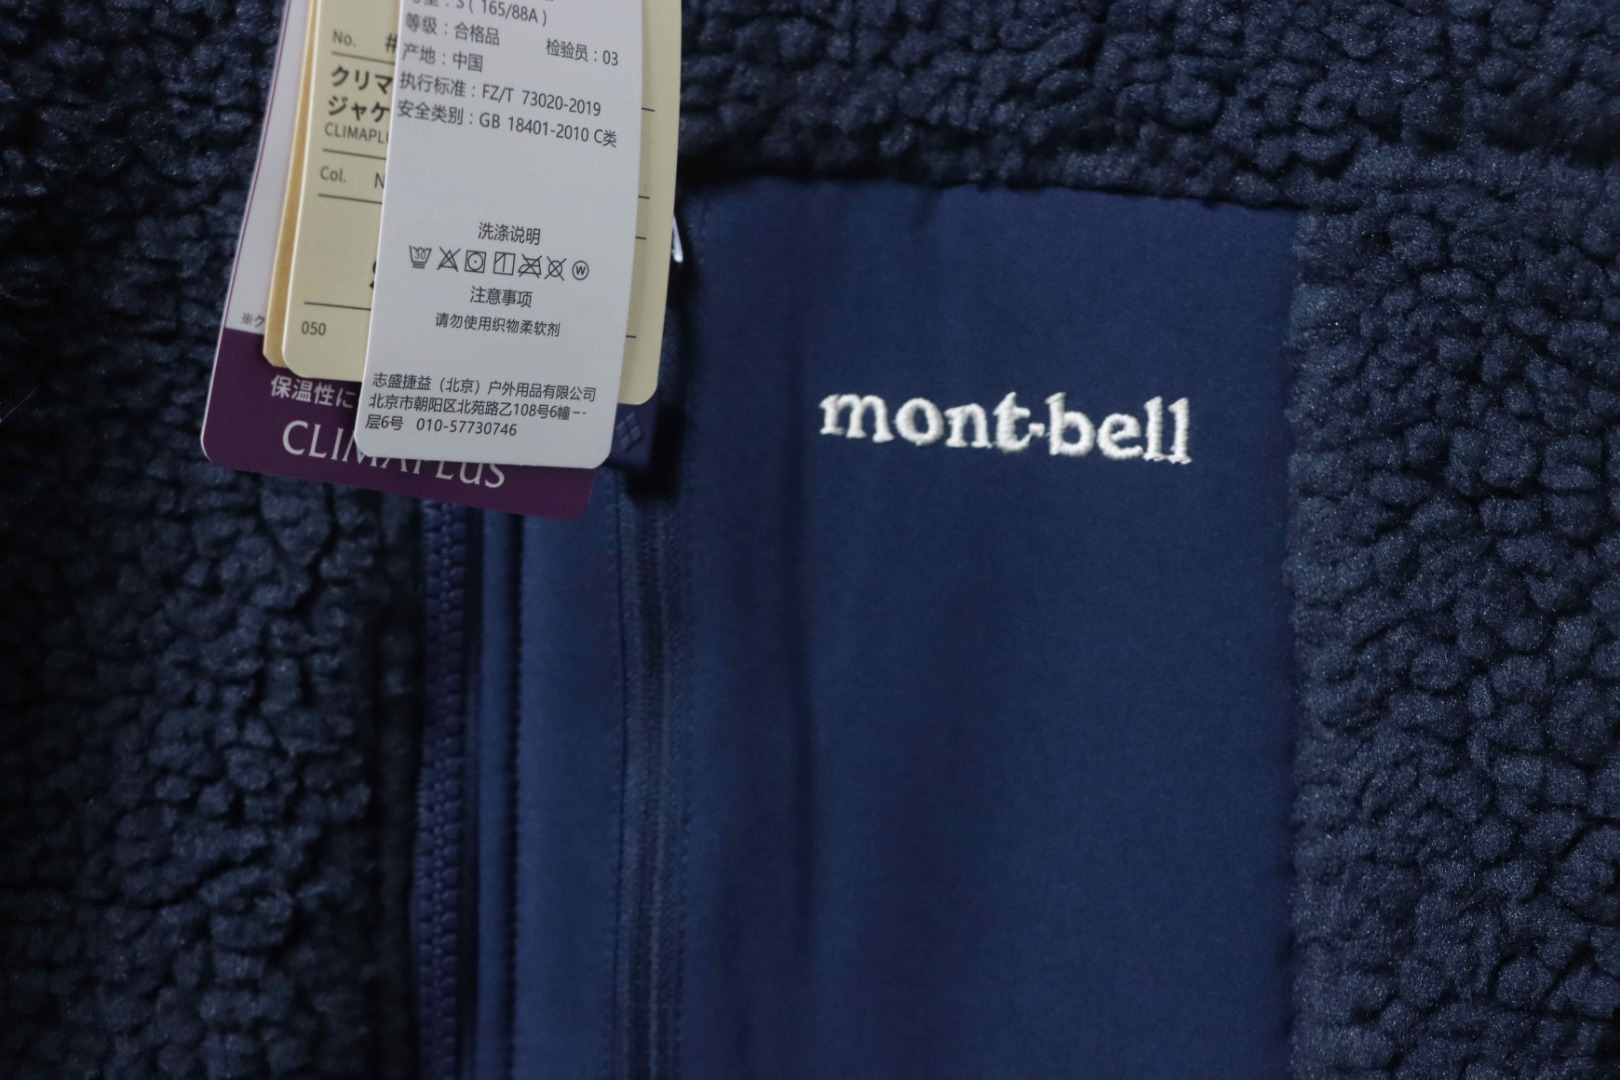 S ( 165/88A )
等级：合格品
检验员：03
产地：中国
执行标准：FZ/T 73020-2019
安全类别：GB 18401-2010 C类
洗涤说明
30
W
注意事项
请勿使用织物柔软剂
志盛捷益（北京）户外用品有限公司
北京市朝阳区北苑路乙108号6幢一
层6号 010-57730746
No. #
クリマ
ジャケ
CLIMAPL
Col. N
050
※ク
保温性に
CLIMAPLUS
mont-bell